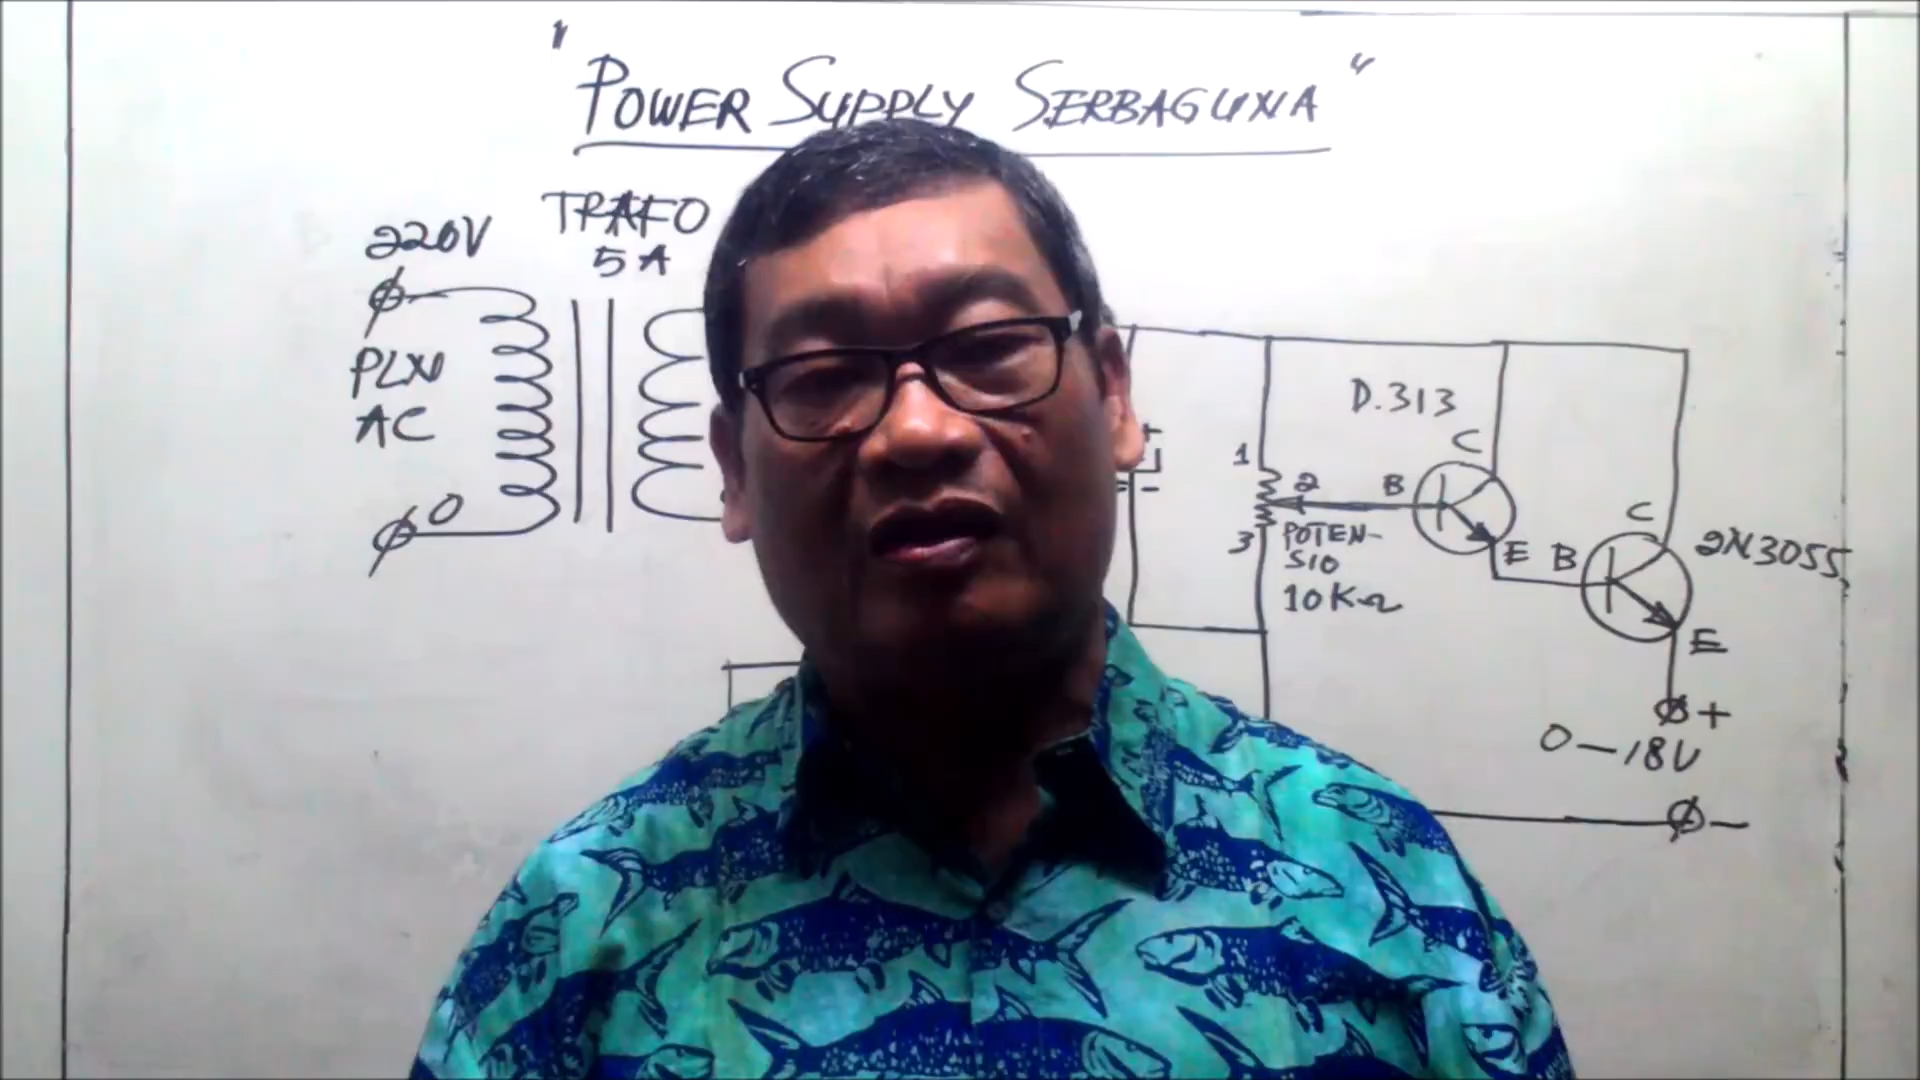 "POWER SUPPLY SERBAGUNA"
TRAFO
5A
220V
PLN
AC
0
D.313
C
+
-
1
2
3
B
POTEN-
SIO
10KΩ
E
B
C
2N3055
E
+
0-18V
-